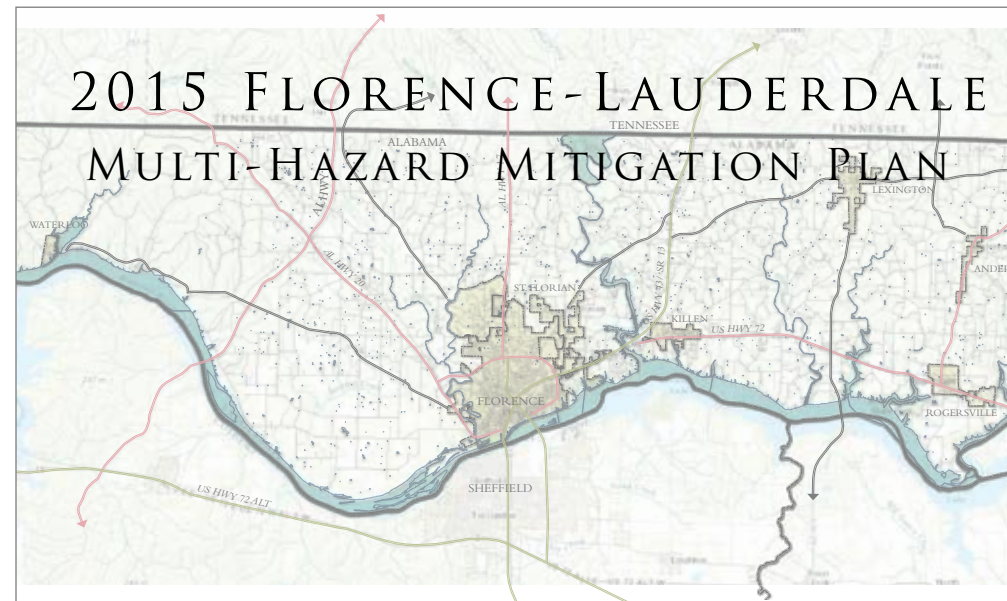 2015 FLORENCE-LAUDERDALE
TENNESSEE
TENNESSEE
TENNESSEE
ALABAMA
ALABAMA
MULTI-HAZARD MITIGATION PLAN
LEXINGTON
WATERLOO
AL HWY 20
ST. FLORIAN
KILLEN
US HWY 72
FLORENCE
ROGERSVILLE
SHEFFIELD
US HWY 72 ALT